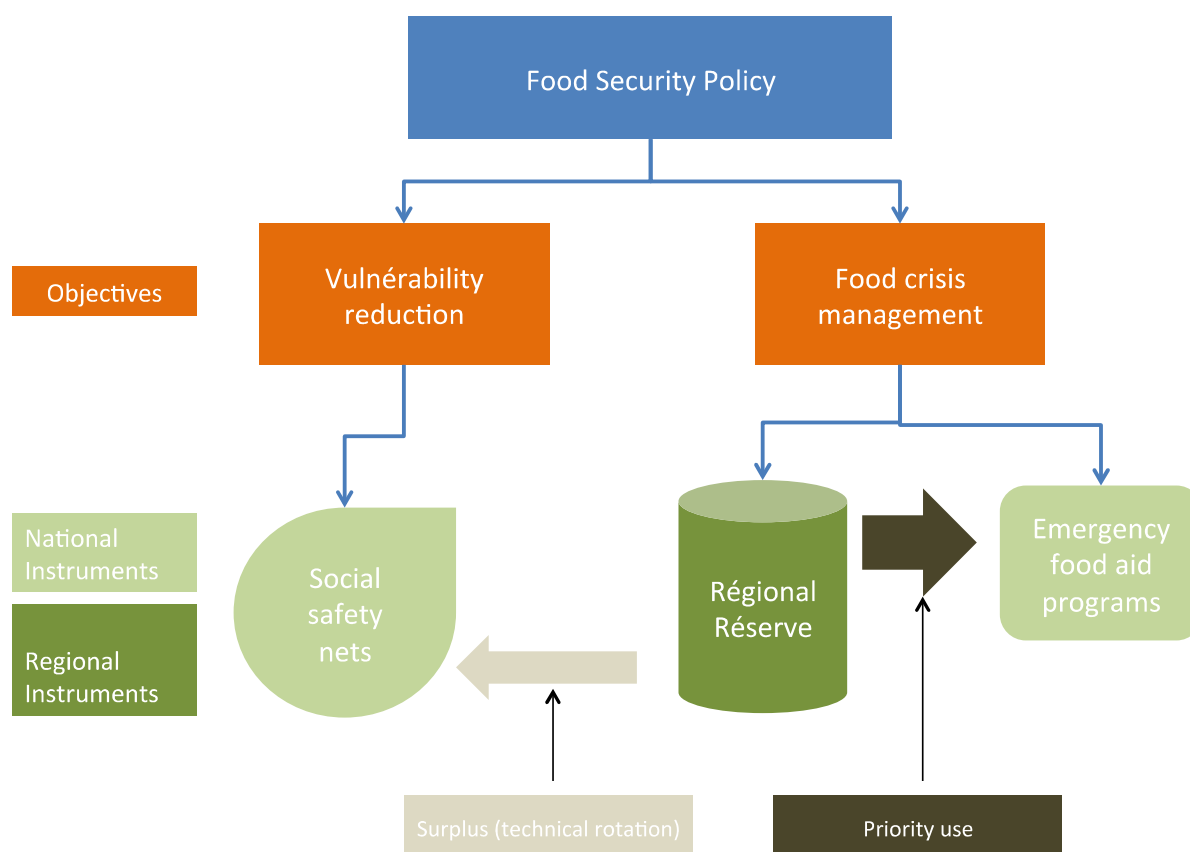 Food Security Policy
Objectives
Vulnérability
reduction
Food crisis
management
National
Instruments
Regional
Instruments
Social
safety
nets
Régional
Réserve
Emergency
food aid
programs
Surplus (technical rotation)
Priority use